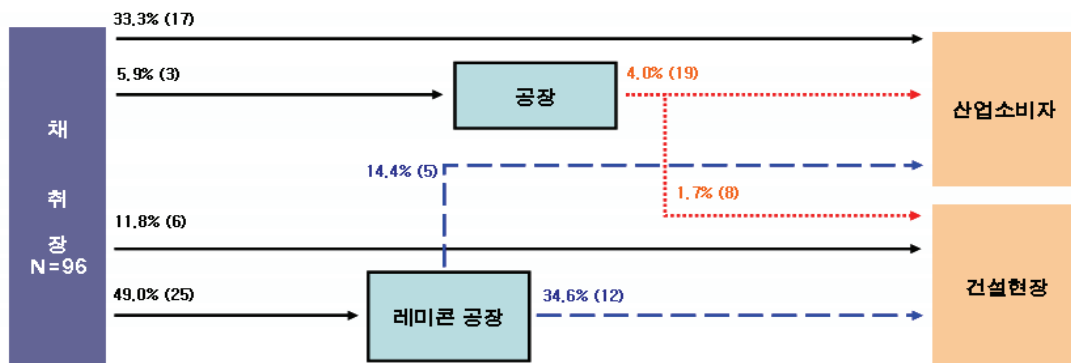 33.3% (17)
5.9% (3)
공장
4.0% (19)
산업소비자
채
취
장
N=96
14.4% (5)
1.7% (8)
11.8% (6)
49.0% (25)
레미콘 공장
34.6% (12)
건설현장